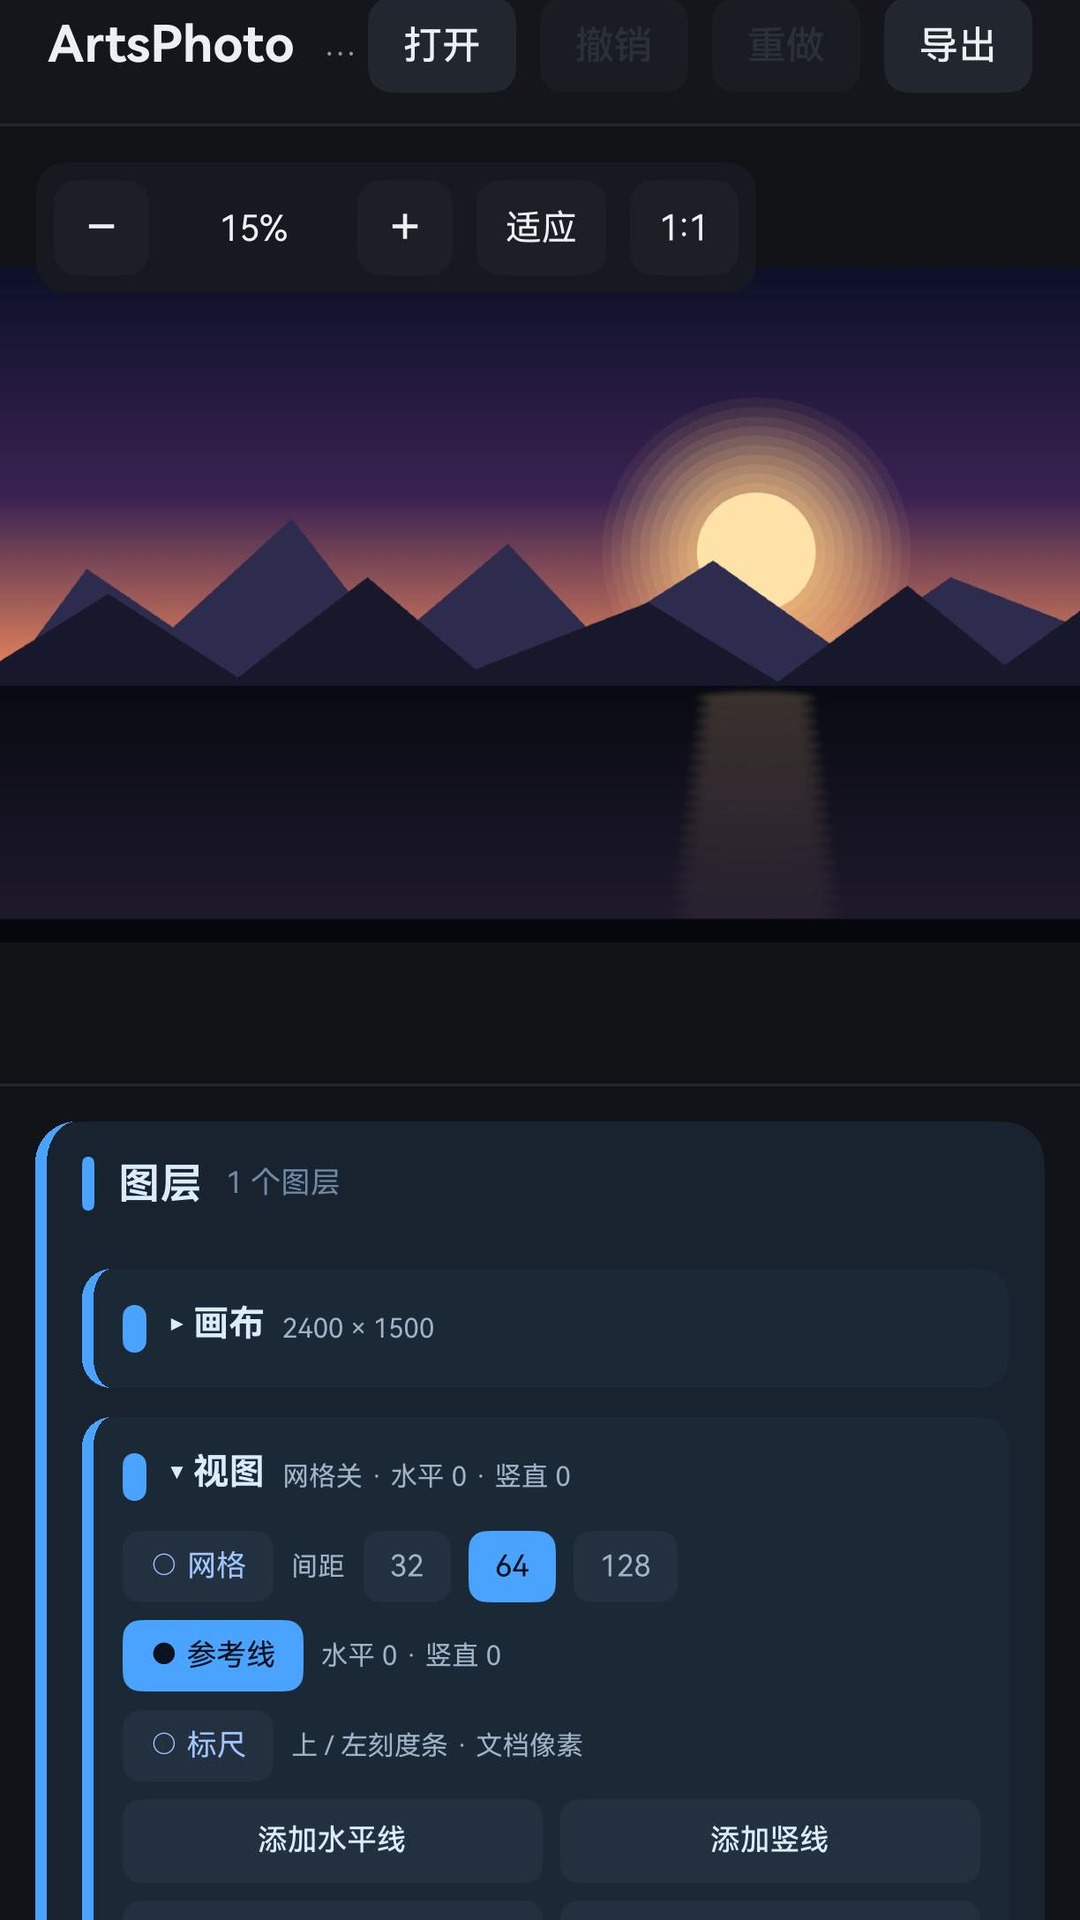 ArtsPhoto ... 打开 撤销 重做 导出
− 15% + 适应 1:1
图层 1 个图层
▸ 画布 2400 × 1500
▾ 视图 网格关 · 水平 0 · 竖直 0
○ 网格 间距 32 64 128
● 参考线 水平 0 · 竖直 0
○ 标尺 上 / 左刻度条 · 文档像素
添加水平线 添加竖线